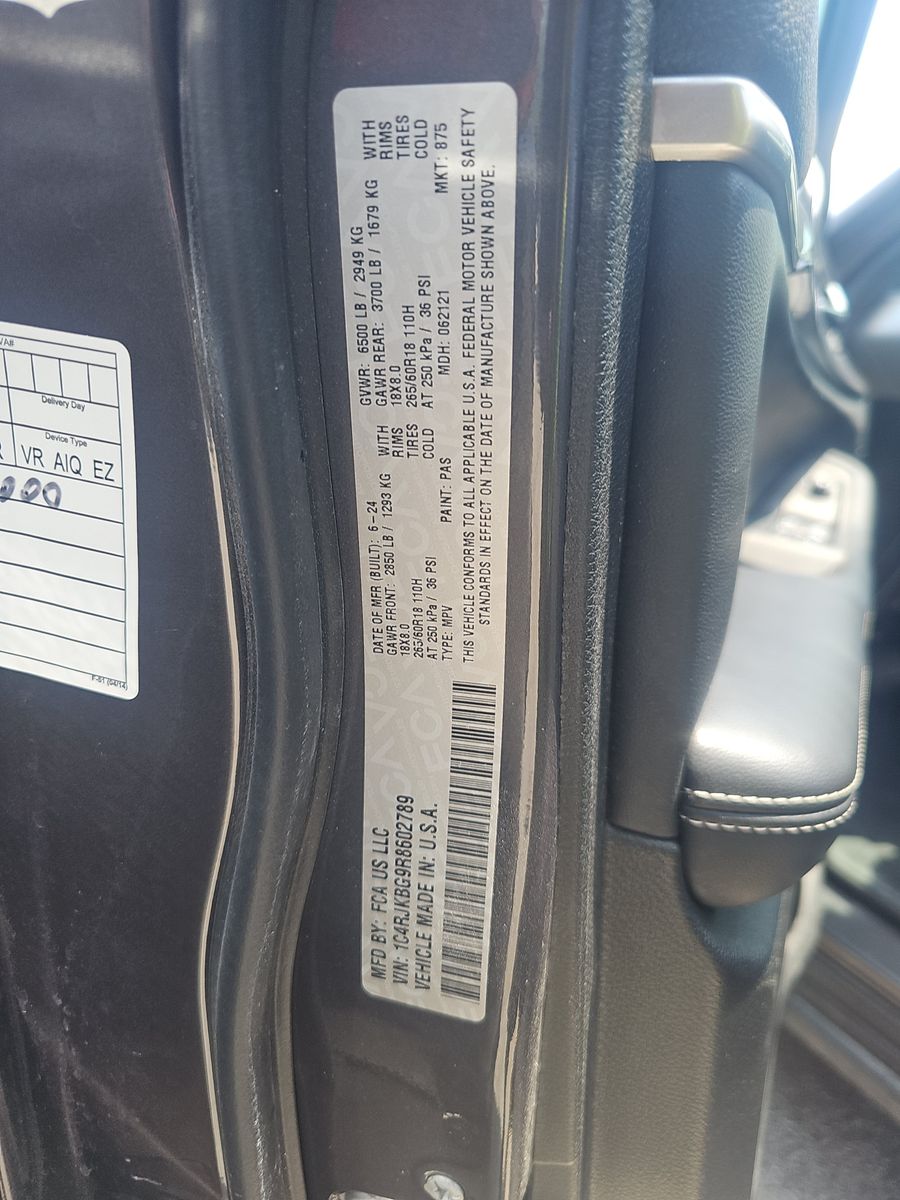 MFD BY: FCA US LLC
DATE OF MFR (BUILT): 6-24
GVWR: 6500 LB / 2949 KG
GAWR FRONT: 2850 LB / 1293 KG WITH
GAWR REAR: 3700 LB / 1679 KG WITH
18X8.0 RIMS
18X8.0 RIMS
265/60R18 110H TIRES
265/60R18 110H TIRES
AT 250 kPa / 36 PSI COLD
AT 250 kPa / 36 PSI COLD
VIN: 1C4RJKBG9R8602789
TYPE: MPV PAINT: PAS MDH: 062121 MKT: 875
VEHICLE MADE IN: U.S.A.
THIS VEHICLE CONFORMS TO ALL APPLICABLE U.S.A. FEDERAL MOTOR VEHICLE SAFETY
STANDARDS IN EFFECT ON THE DATE OF MANUFACTURE SHOWN ABOVE.
Delivery Day
Device Type
VR AIQ EZ
F-51 (04/14)